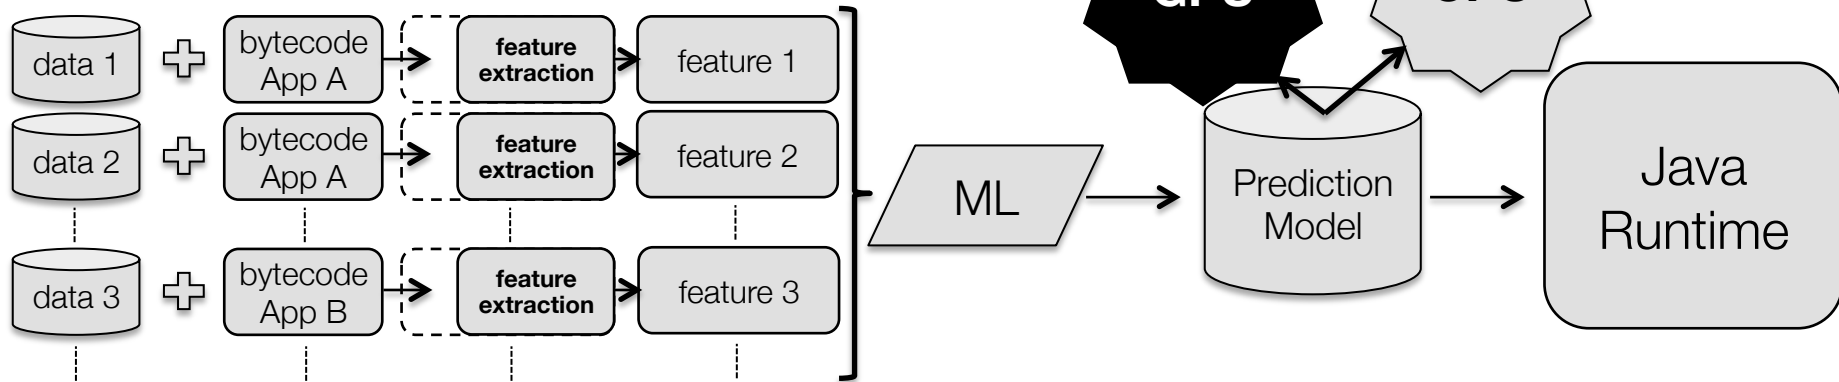 data 1
bytecode
App A
feature
extraction
feature 1
data 2
bytecode
App A
feature
extraction
feature 2
data 3
bytecode
App B
feature
extraction
feature 3
ML
Prediction
Model
Java
Runtime